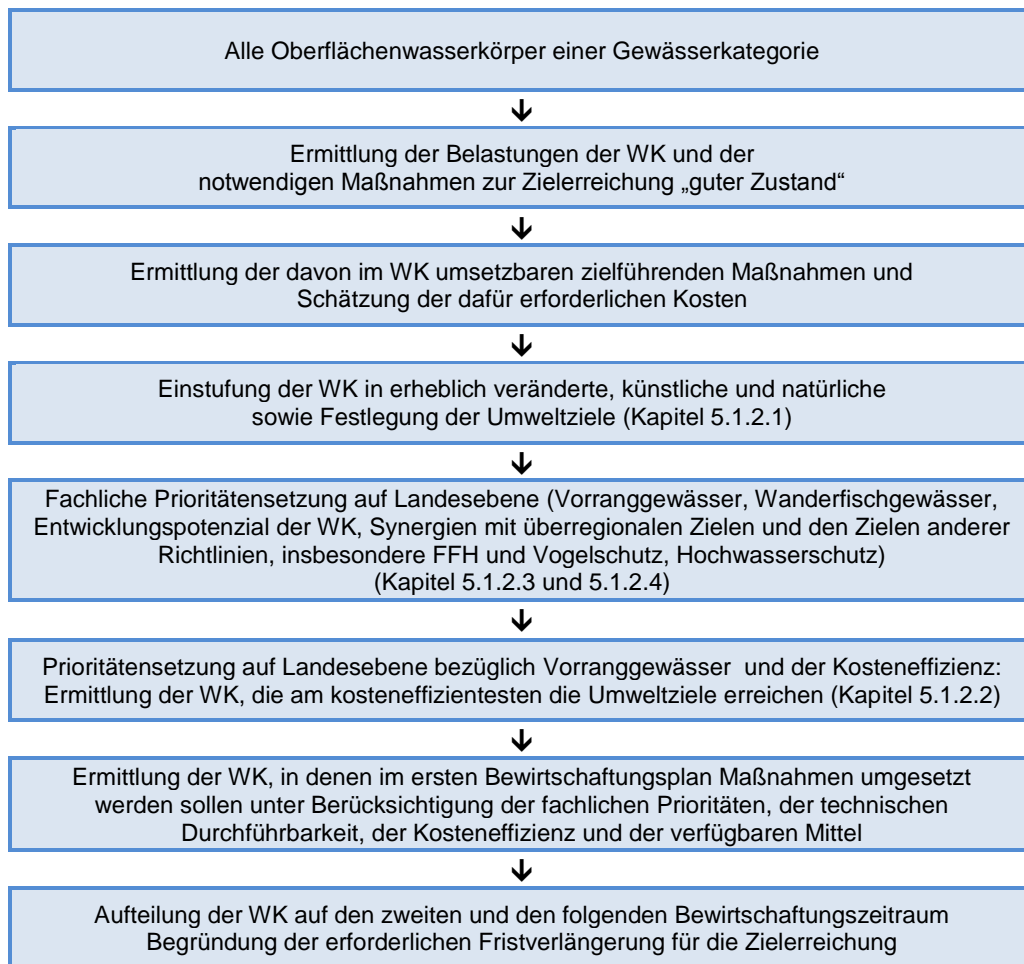 Alle Oberflächenwasserkörper einer Gewässerkategorie
Ermittlung der Belastungen der WK und der
notwendigen Maßnahmen zur Zielerreichung „guter Zustand“
Ermittlung der davon im WK umsetzbaren zielführenden Maßnahmen und
Schätzung der dafür erforderlichen Kosten
Einstufung der WK in erheblich veränderte, künstliche und natürliche
sowie Festlegung der Umweltziele (Kapitel 5.1.2.1)
Fachliche Prioritätensetzung auf Landesebene (Vorranggewässer, Wanderfischgewässer,
Entwicklungspotenzial der WK, Synergien mit überregionalen Zielen und den Zielen anderer
Richtlinien, insbesondere FFH und Vogelschutz, Hochwasserschutz)
(Kapitel 5.1.2.3 und 5.1.2.4)
Prioritätensetzung auf Landesebene bezüglich Vorranggewässer und der Kosteneffizienz:
Ermittlung der WK, die am kosteneffizientesten die Umweltziele erreichen (Kapitel 5.1.2.2)
Ermittlung der WK, in denen im ersten Bewirtschaftungsplan Maßnahmen umgesetzt
werden sollen unter Berücksichtigung der fachlichen Prioritäten, der technischen
Durchführbarkeit, der Kosteneffizienz und der verfügbaren Mittel
Aufteilung der WK auf den zweiten und den folgenden Bewirtschaftungszeitraum
Begründung der erforderlichen Fristverlängerung für die Zielerreichung